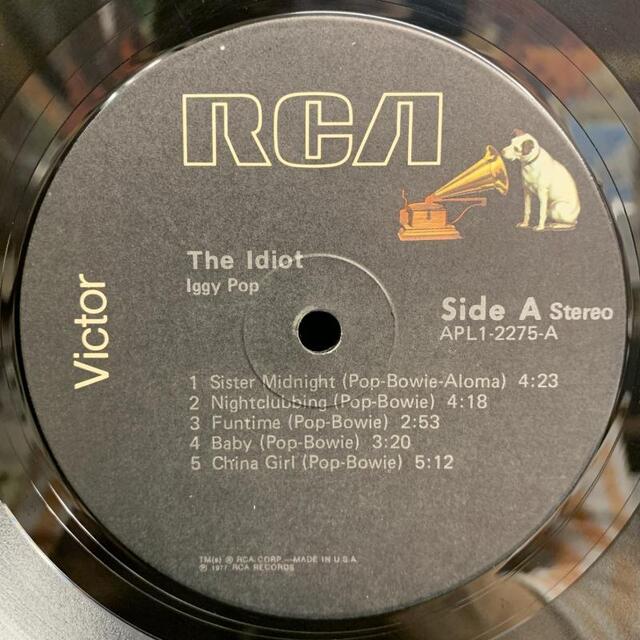 RCA
Victor
The Idiot
Iggy Pop
Side A Stereo
APL1-2275-A
1 Sister Midnight (Pop-Bowie-Aloma) 4:23
2 Nightclubbing (Pop-Bowie) 4:18
3 Funtime (Pop-Bowie) 2:53
4 Baby (Pop-Bowie) 3:20
5 China Girl (Pop-Bowie) 5:12
TM(s) ® RCA CORP.—MADE IN U.S.A.
℗ 1977 RCA RECORDS